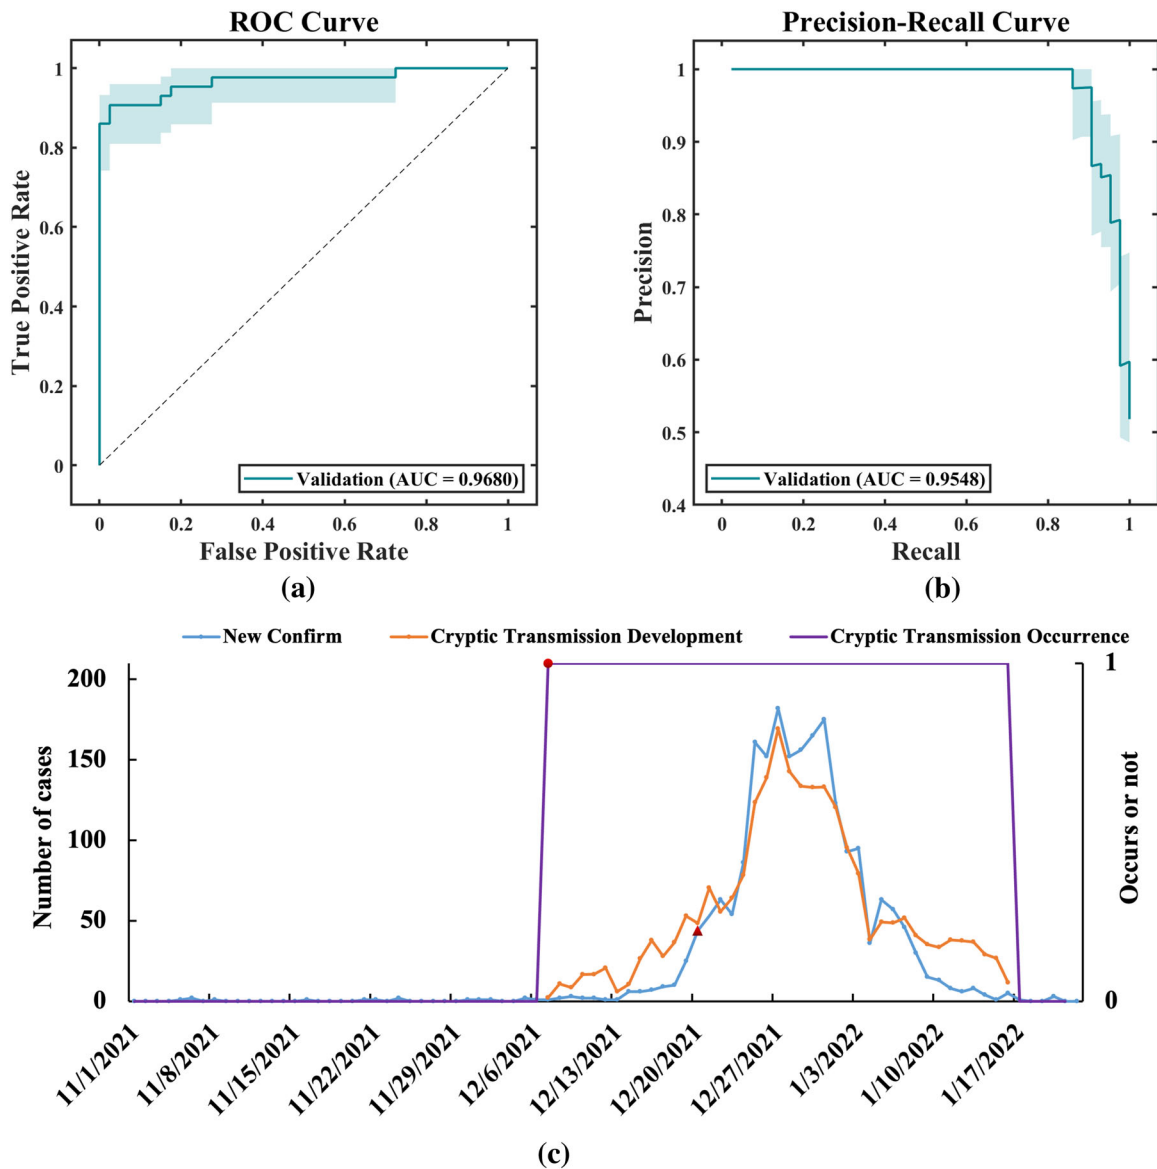 ROC Curve
1
0.8
0.6
0.4
0.2
0
True Positive Rate
Validation (AUC = 0.9680)
0 0.2 0.4 0.6 0.8 1
False Positive Rate
(a)
Precision-Recall Curve
1
0.9
0.8
0.7
0.6
0.5
0.4
Precision
Validation (AUC = 0.9548)
0 0.2 0.4 0.6 0.8 1
Recall
(b)
New Confirm Cryptic Transmission Development Cryptic Transmission Occurrence
200
150
100
50
0
Number of cases
1
0
Occurs or not
11/1/2021 11/8/2021 11/15/2021 11/22/2021 11/29/2021 12/6/2021 12/13/2021 12/20/2021 12/27/2021 1/3/2022 1/10/2022 1/17/2022
(c)